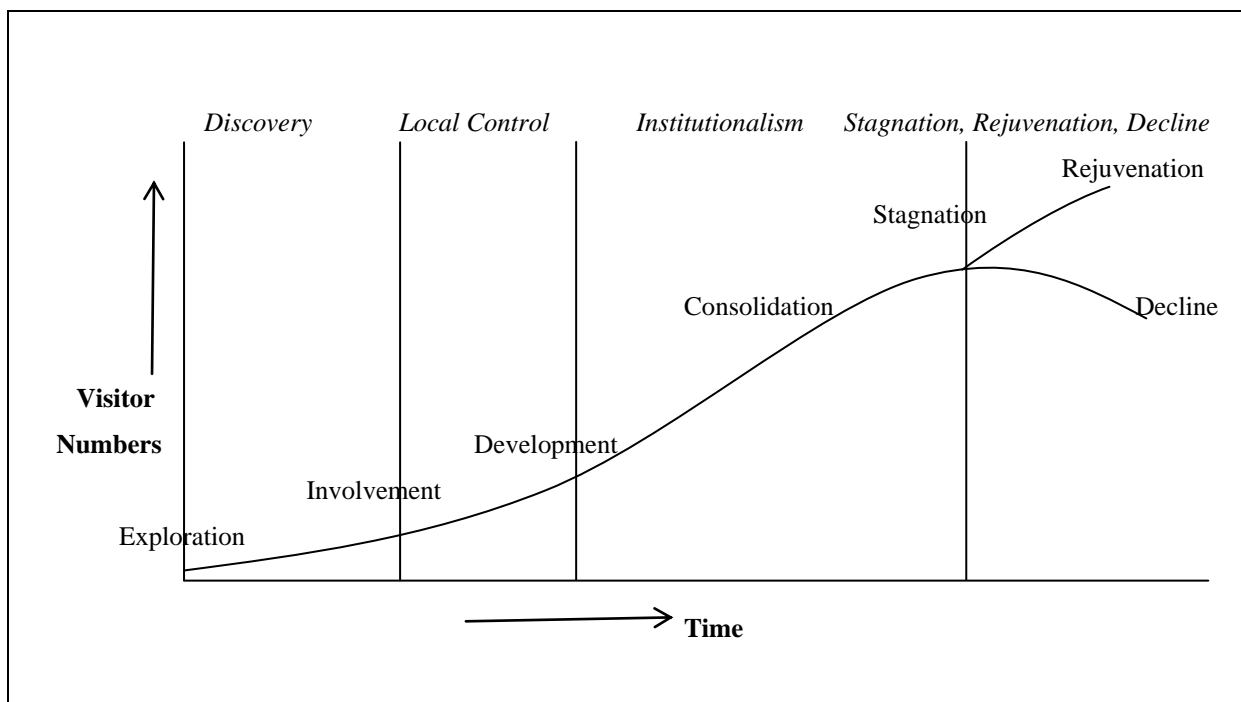 Discovery
Local Control
Institutionalism
Stagnation, Rejuvenation, Decline
Rejuvenation
Stagnation
Consolidation
Decline
Visitor
Numbers
Development
Involvement
Exploration
Time